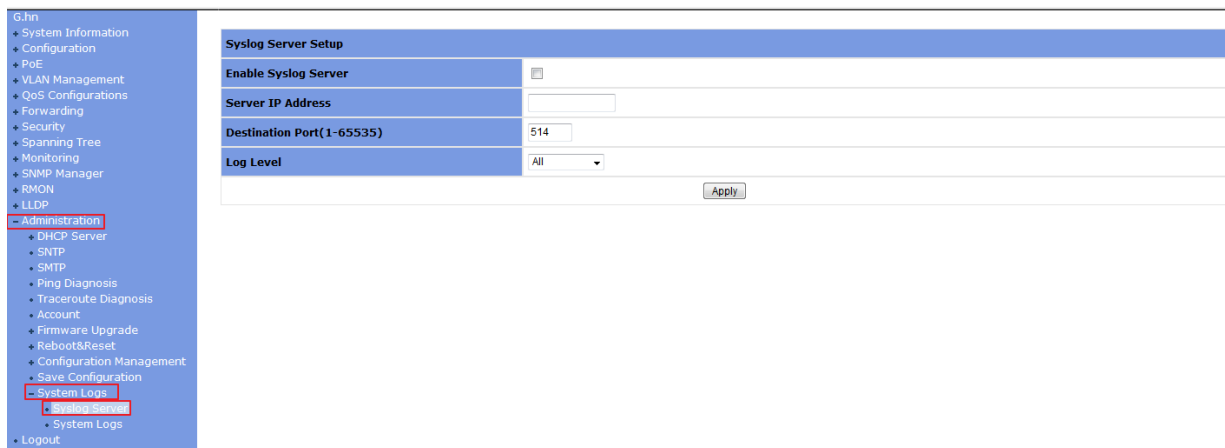 G.hn
System Information
Configuration
PoE
VLAN Management
QoS Configurations
Forwarding
Security
Spanning Tree
Monitoring
SNMP Manager
RMON
LLDP
Administration
DHCP Server
SNTP
SMTP
Ping Diagnosis
Traceroute Diagnosis
Account
Firmware Upgrade
Reboot&Reset
Configuration Management
Save Configuration
System Logs
Syslog Server
System Logs
Logout
Syslog Server Setup
Enable Syslog Server
Server IP Address
Destination Port(1-65535) 514
Log Level All
Apply